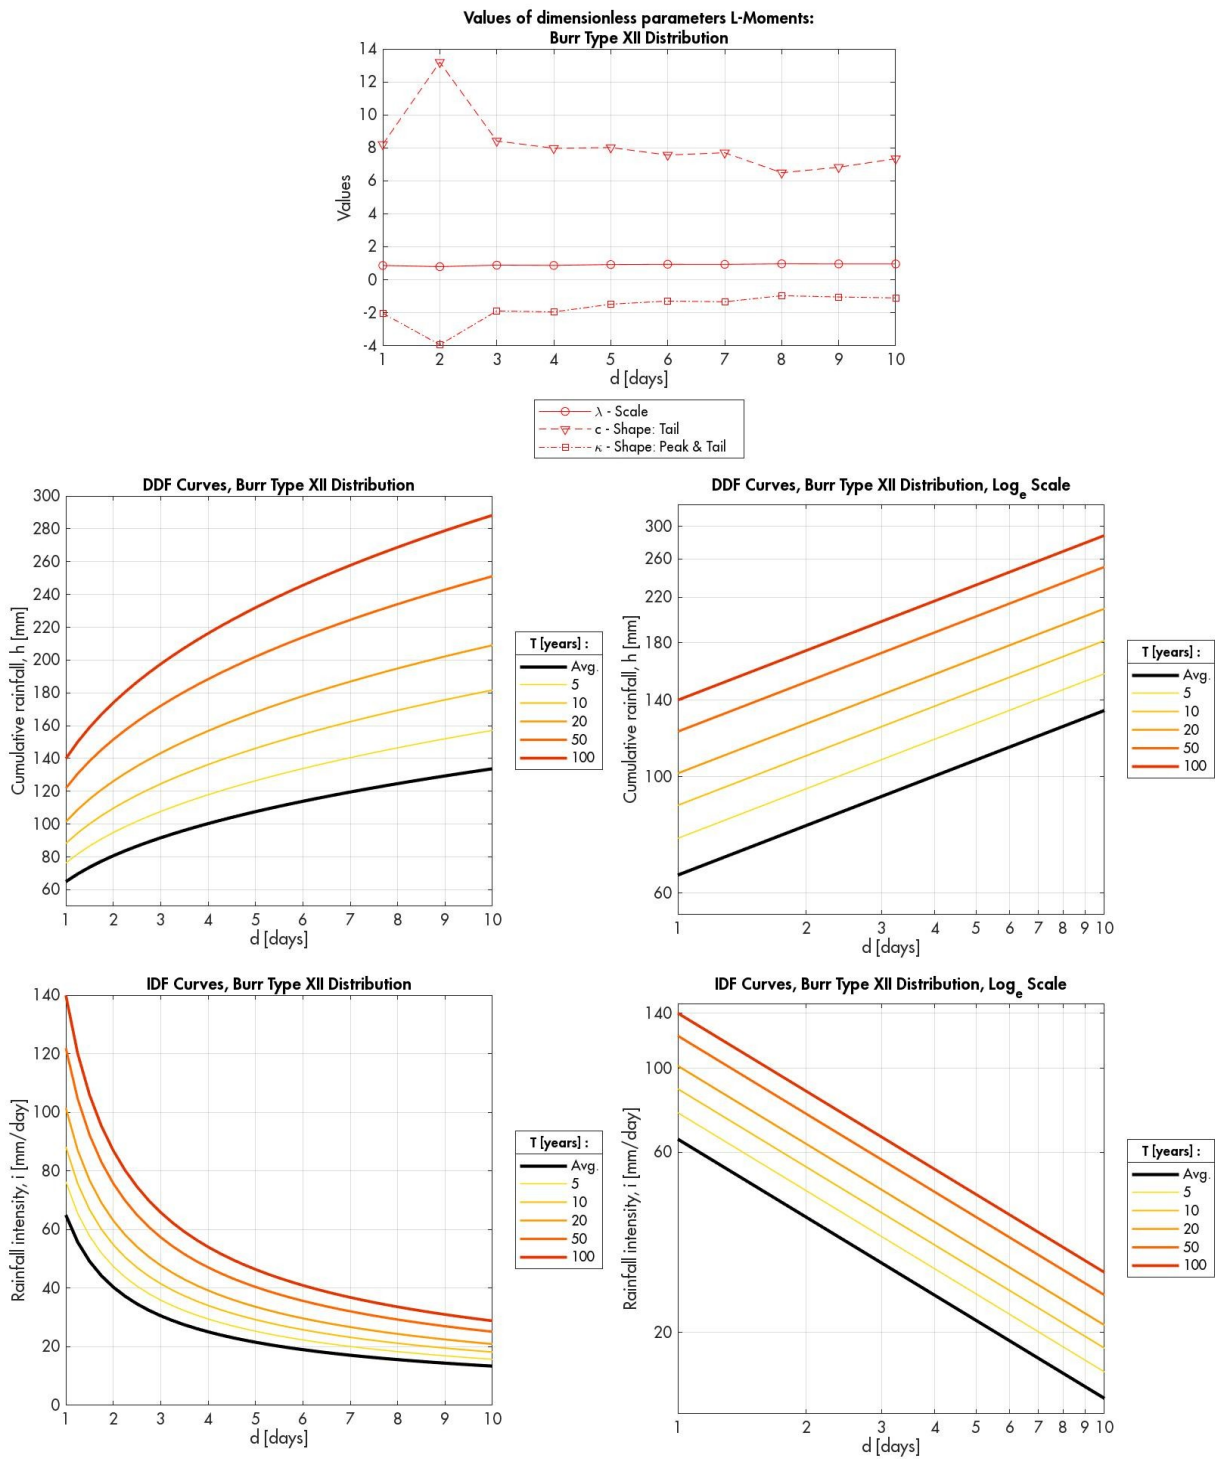 Values of dimensionless parameters L-Moments:
Burr Type XII Distribution
14
12
10
8
6
4
2
0
-2
-4
Values
1 2 3 4 5 6 7 8 9 10
d [days]
λ - Scale
c - Shape: Tail
κ - Shape: Peak & Tail
DDF Curves, Burr Type XII Distribution
300
280
260
240
220
200
180
160
140
120
100
80
60
Cumulative rainfall, h [mm]
1 2 3 4 5 6 7 8 9 10
d [days]
T [years] :
Avg.
5
10
20
50
100
DDF Curves, Burr Type XII Distribution, Loge Scale
300
260
220
180
140
100
60
Cumulative rainfall, h [mm]
1 2 3 4 5 6 7 8 9 10
d [days]
T [years] :
Avg.
5
10
20
50
100
IDF Curves, Burr Type XII Distribution
140
120
100
80
60
40
20
0
Rainfall intensity, i [mm/day]
1 2 3 4 5 6 7 8 9 10
d [days]
T [years] :
Avg.
5
10
20
50
100
IDF Curves, Burr Type XII Distribution, Loge Scale
140
100
60
20
Rainfall intensity, i [mm/day]
1 2 3 4 5 6 7 8 9 10
d [days]
T [years] :
Avg.
5
10
20
50
100